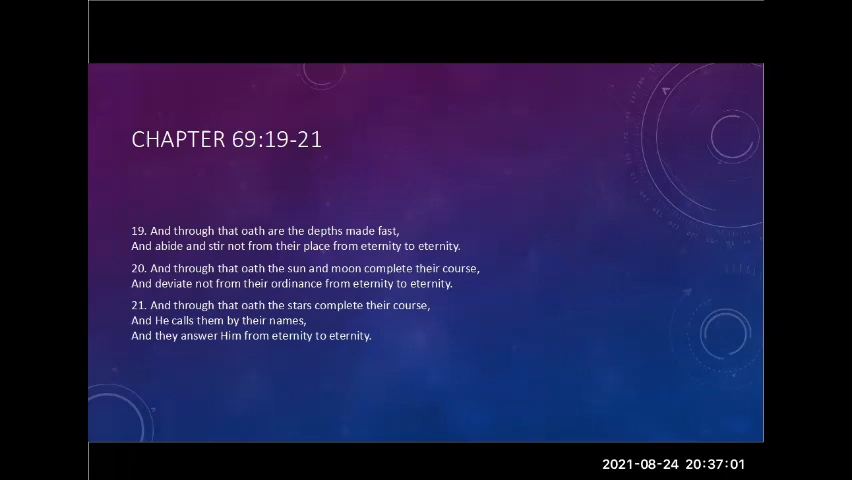 CHAPTER 69:19-21
19. And through that oath are the depths made fast,
And abide and stir not from their place from eternity to eternity.
20. And through that oath the sun and moon complete their course,
And deviate not from their ordinance from eternity to eternity.
21. And through that oath the stars complete their course,
And He calls them by their names,
And they answer Him from eternity to eternity.
2021-08-24 20:37:01